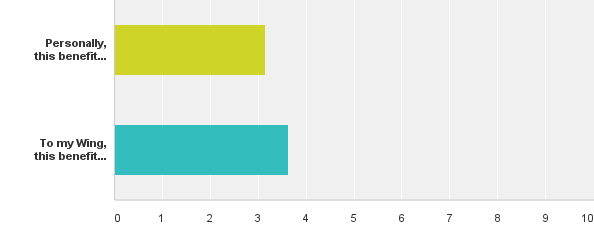 Personally,
this benefit...
To my Wing,
this benefit...
0 1 2 3 4 5 6 7 8 9 10